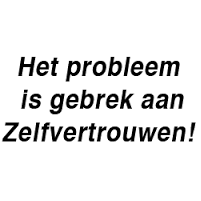 Het probleem
is gebrek aan
Zelfvertrouwen!